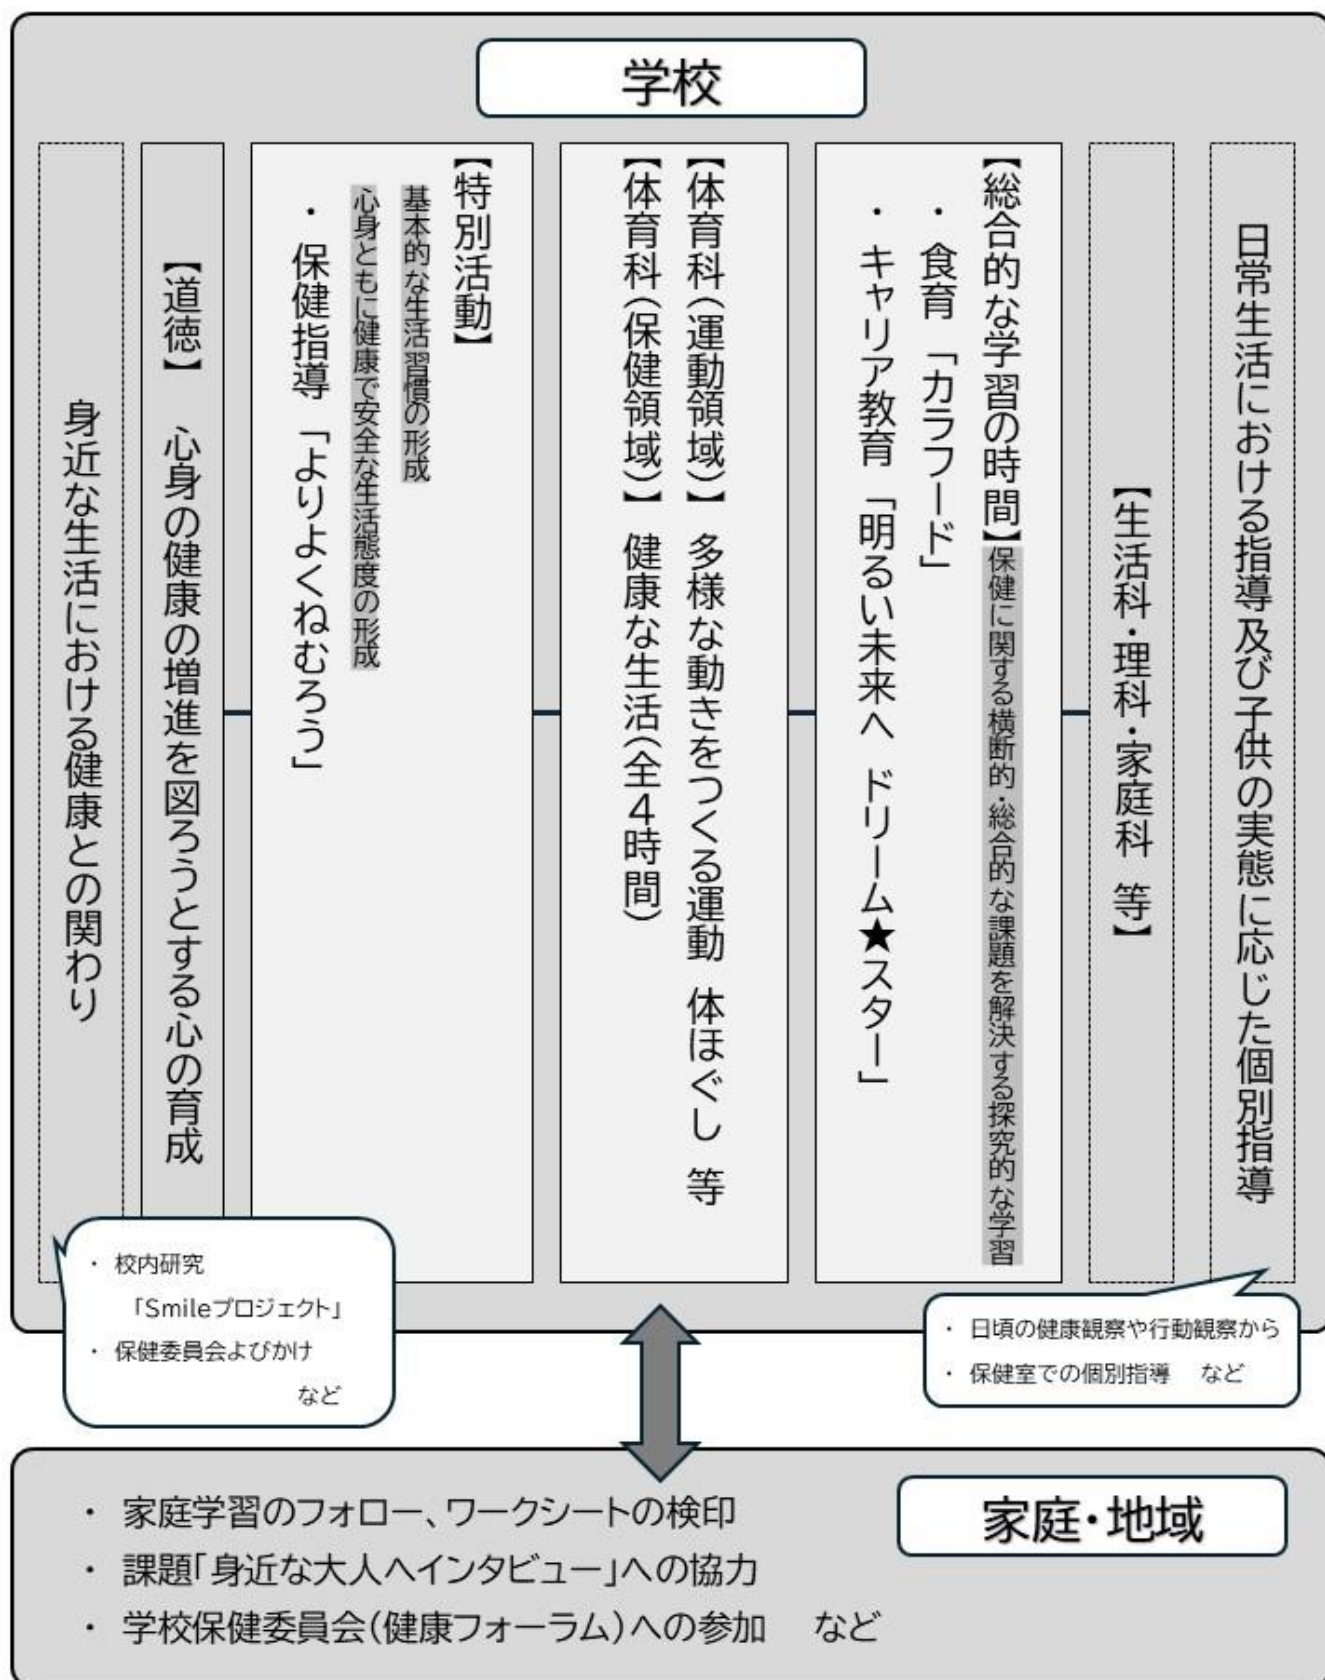 学校
日常生活における指導及び子供の実態に応じた個別指導
【生活科・理科・家庭科 等】
【総合的な学習の時間】保健に関する横断的・総合的な課題を解決する探究的な学習
・ 食育 「カラフード」
・ キャリア教育 「明るい未来へ ドリーム★スター」
【体育科(運動領域)】 多様な動きをつくる運動 体ほぐし 等
【体育科(保健領域)】 健康な生活(全4時間)
【特別活動】
基本的な生活習慣の形成
心身ともに健康で安全な生活態度の形成
・ 保健指導 「よりよくねむろう」
【道徳】 心身の健康の増進を図ろうとする心の育成
身近な生活における健康との関わり
・ 校内研究
「Smileプロジェクト」
・ 保健委員会よびかけ
など
・ 日頃の健康観察や行動観察から
・ 保健室での個別指導 など
家庭・地域
・ 家庭学習のフォロー、ワークシートの検印
・ 課題「身近な大人へインタビュー」への協力
・ 学校保健委員会(健康フォーラム)への参加 など